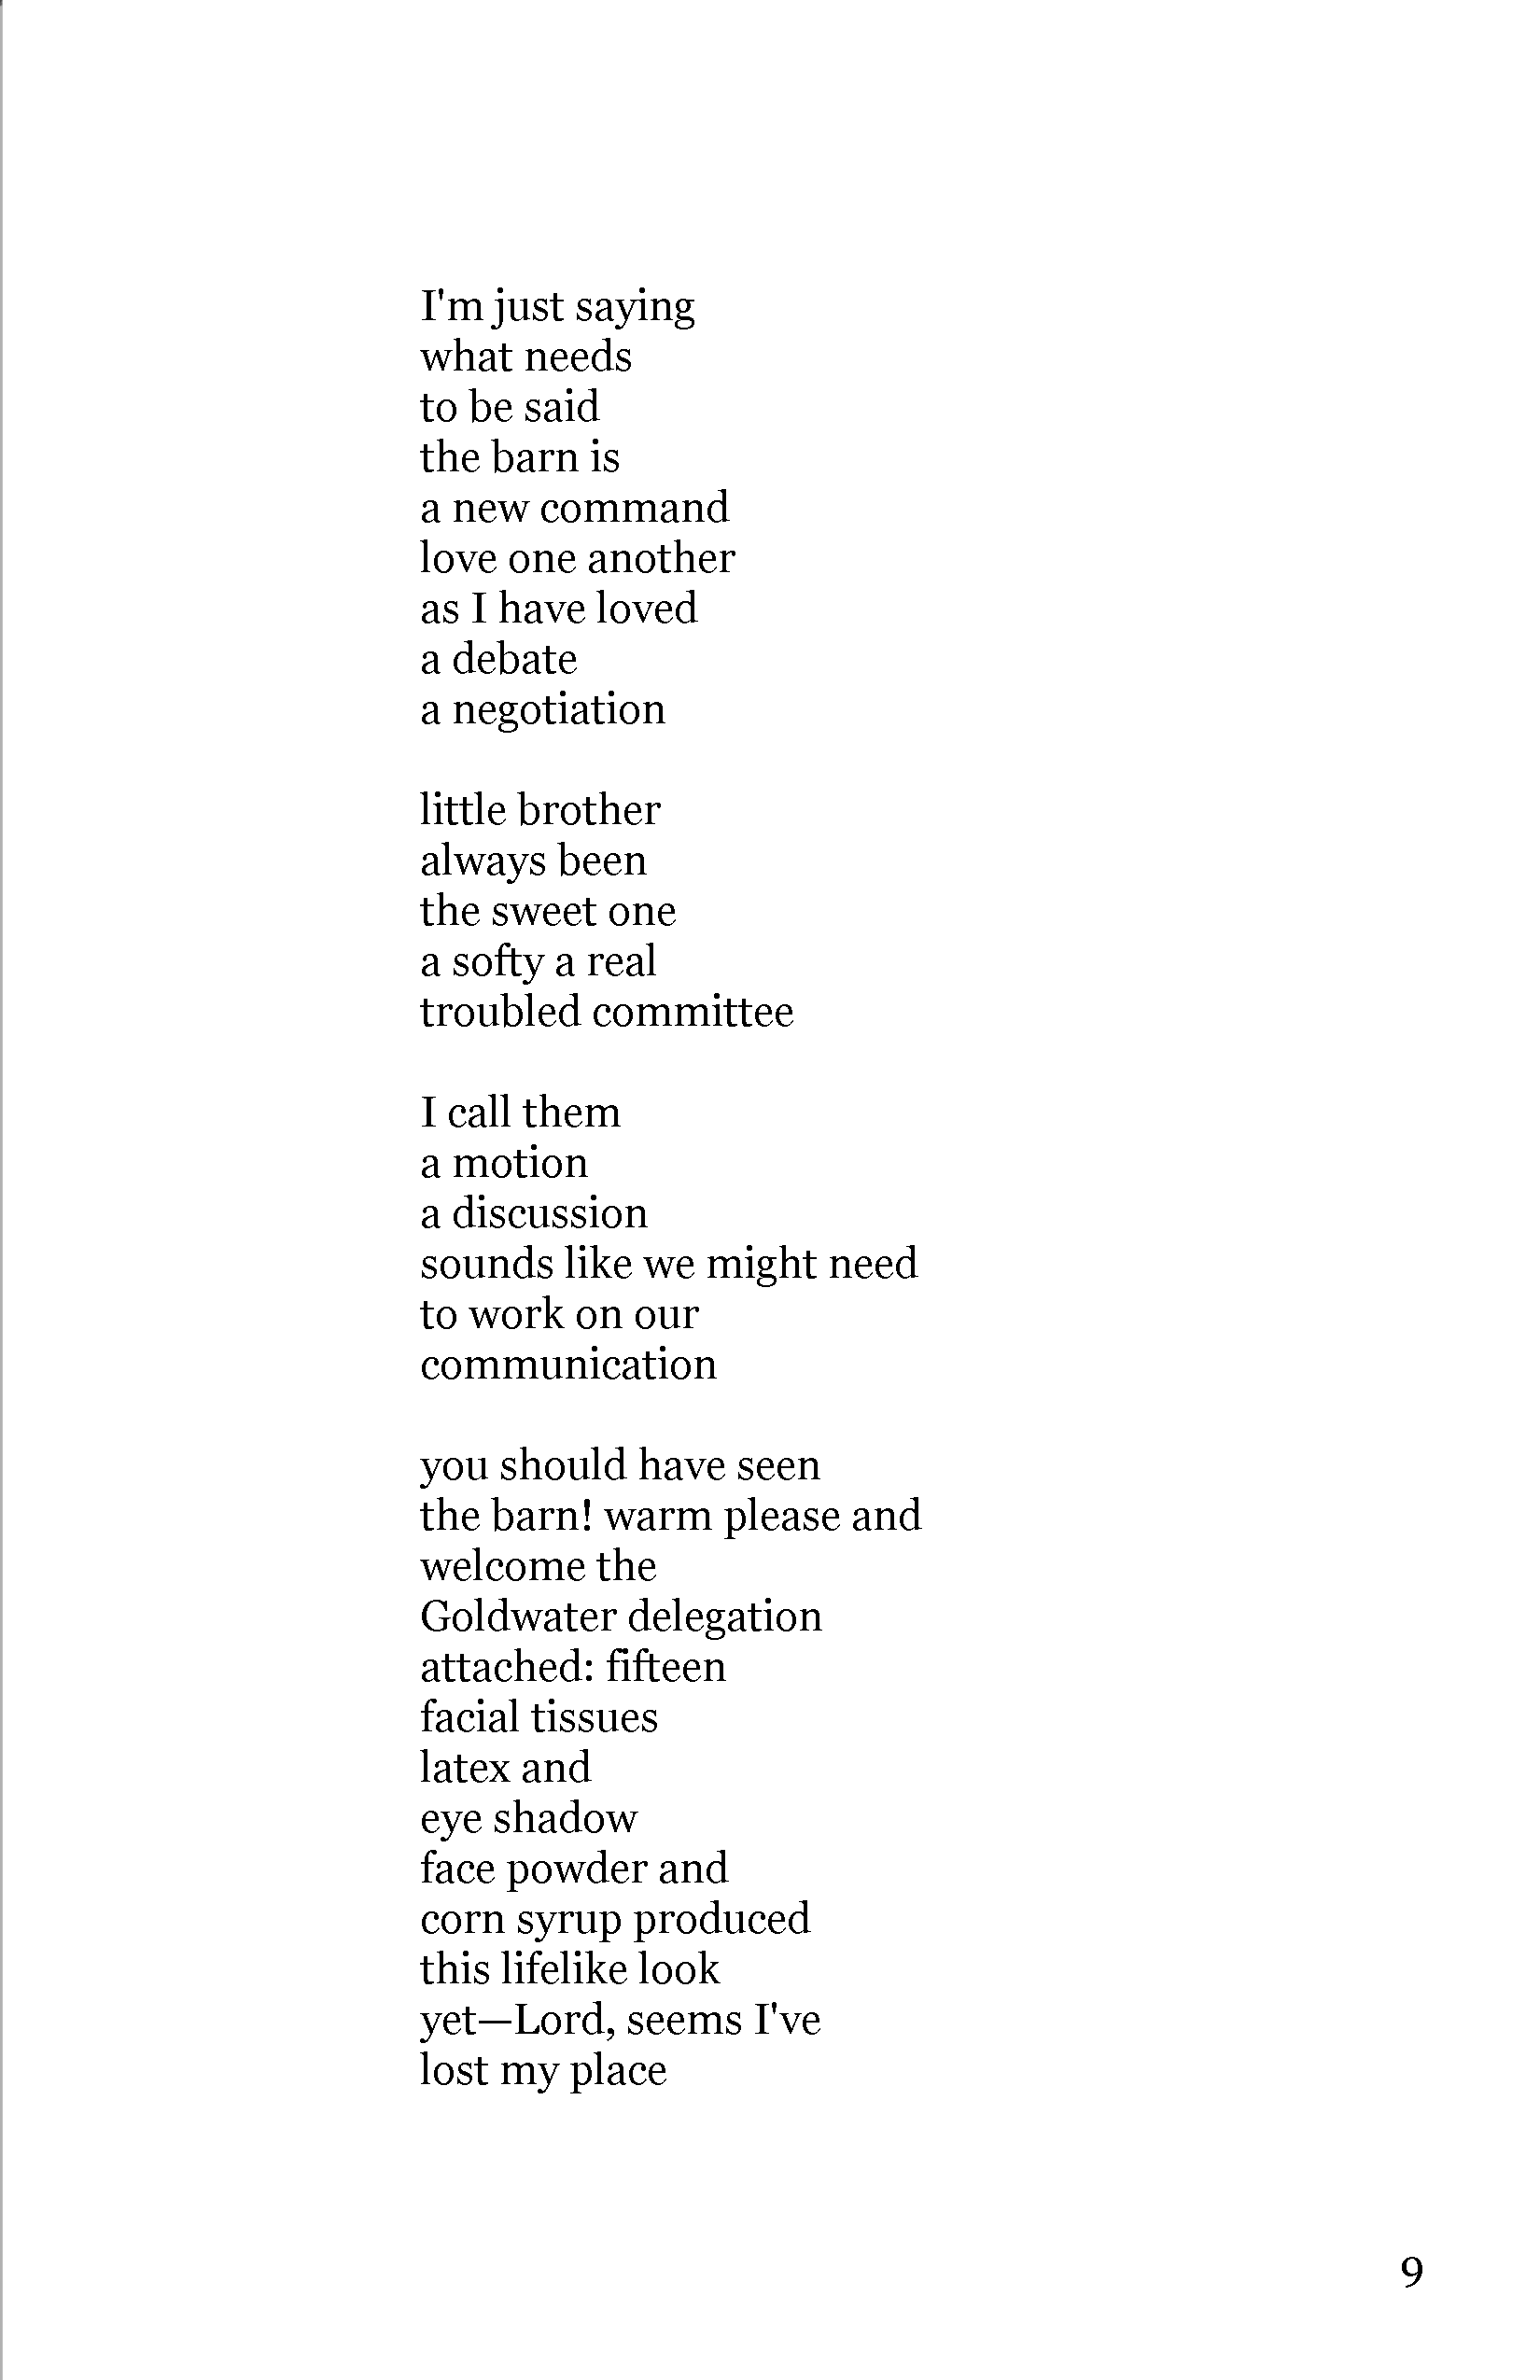 I'm just saying
what needs
to be said
the barn is
a new command
love one another
as I have loved
a debate
a negotiation

little brother
always been
the sweet one
a softy a real
troubled committee

I call them
a motion
a discussion
sounds like we might need
to work on our
communication

you should have seen
the barn! warm please and
welcome the
Goldwater delegation
attached: fifteen
facial tissues
latex and
eye shadow
face powder and
corn syrup produced
this lifelike look
yet—Lord, seems I've
lost my place

9